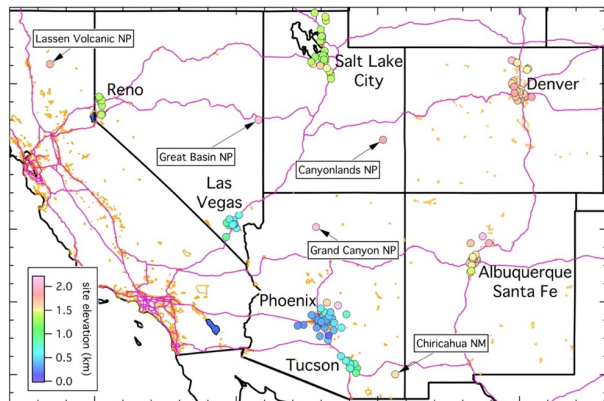 Lassen Volcanic NP
Reno
Salt Lake
City
Denver
Great Basin NP
Canyonlands NP
Las
Vegas
Grand Canyon NP
Albuquerque
Santa Fe
Phoenix
Tucson
Chiricahua NM
site elevation (km)
2.0
1.5
1.0
0.5
0.0